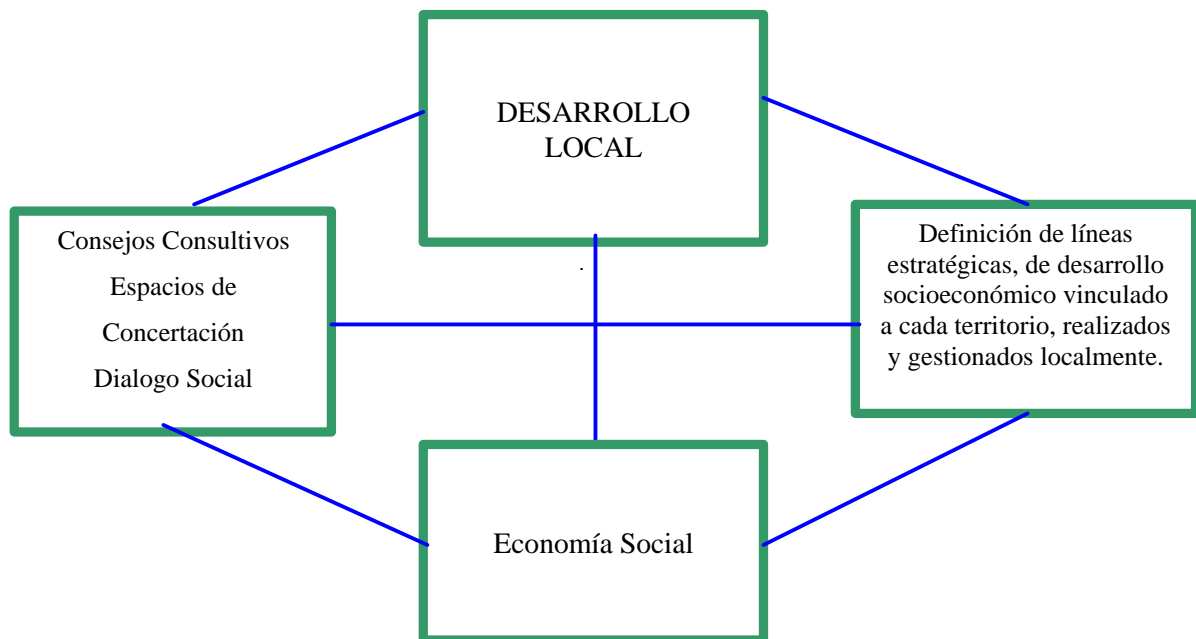 DESARROLLO
LOCAL
.
Consejos Consultivos
Espacios de
Concertación
Dialogo Social
Definición de líneas
estratégicas, de desarrollo
socioeconómico vinculado
a cada territorio, realizados
y gestionados localmente.
Economía Social